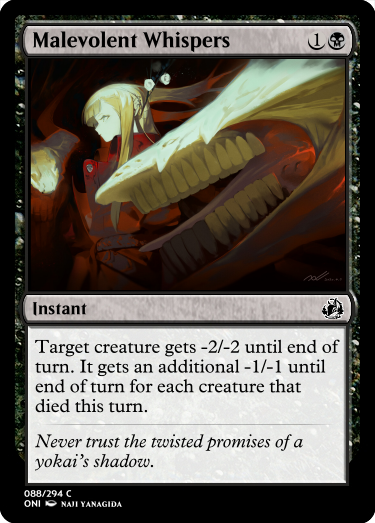 Malevolent Whispers 1
Instant
Target creature gets -2/-2 until end of
turn. It gets an additional -1/-1 until
end of turn for each creature that
died this turn.
Never trust the twisted promises of a
yokai's shadow.
088/294 C
ONI NAJI YANAGIDA